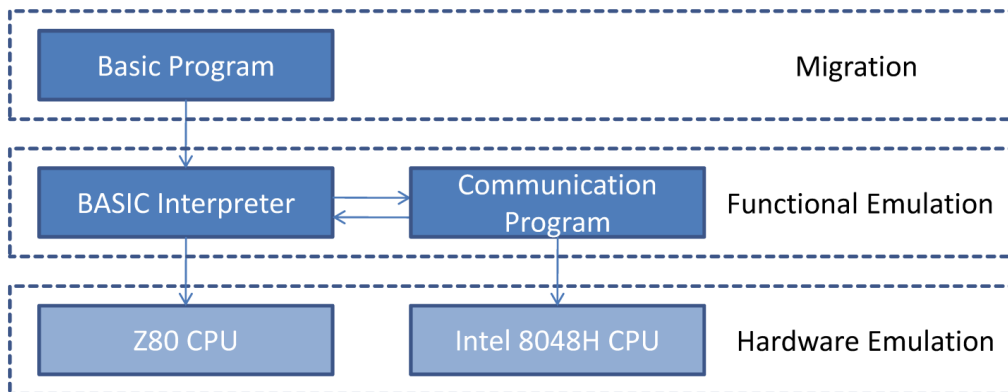 Basic Program
Migration
BASIC Interpreter
Communication
Program
Functional Emulation
Z80 CPU
Intel 8048H CPU
Hardware Emulation